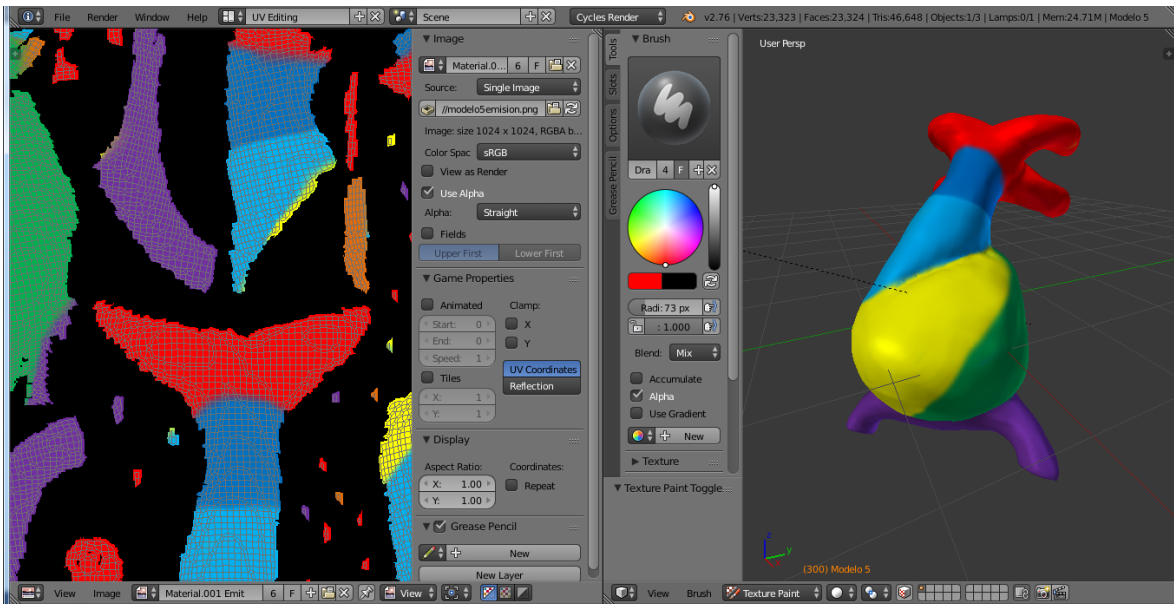 File Render Window Help UV Editing Scene Cycles Render v2.76 | Verts:23,323 | Faces:23,324 | Tris:46,648 | Objects:1/3 | Lamps:0/1 | Mem:24.71M | Modelo 5
Image
Material.0... 6 F
Source: Single Image
//modelo5emision.png
Image: size 1024 x 1024, RGBA b...
Color Spac sRGB
View as Render
Use Alpha
Alpha: Straight
Fields
Upper First Lower First
Game Properties
Animated Clamp:
Start: 0 X
End: 0 Y
Speed: 1
UV Coordinates
Tiles Reflection
X: 1
Y: 1
Display
Aspect Ratio: Coordinates:
X: 1.00 Repeat
Y: 1.00
Grease Pencil
New
New Layer
Tools
Slots
Options
Grease Pencil
Brush
Dra 4 F
Radi: 73 px
: 1.000
Blend: Mix
Accumulate
Alpha
Use Gradient
New
Texture
Texture Paint Toggle
User Persp
z
y
(300) Modelo 5
View Image Material.001 Emit 6 F View
View Brush Texture Paint